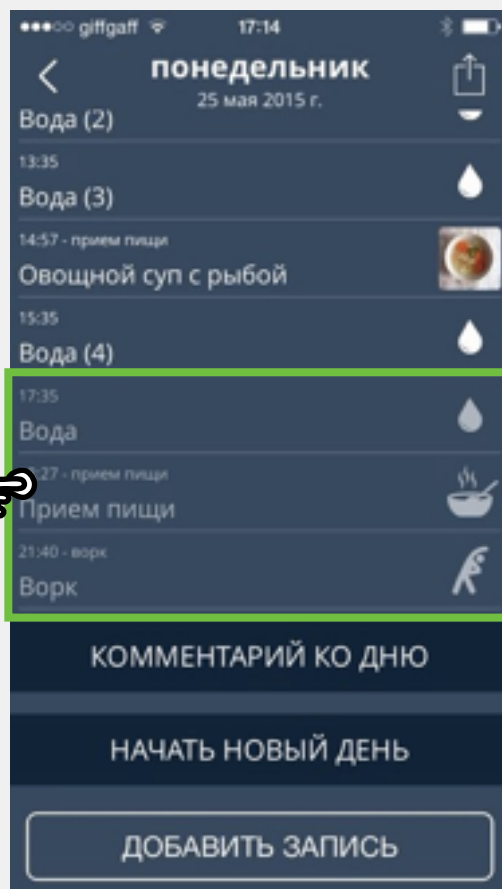 giffgaff 17:14
понедельник
25 мая 2015 г.
Вода (2)
13:35
Вода (3)
14:57 - прием пищи
Овощной суп с рыбой
15:35
Вода (4)
17:35
Вода
:27 - прием пищи
Прием пищи
21:40 - ворк
Ворк
КОММЕНТАРИЙ КО ДНЮ
НАЧАТЬ НОВЫЙ ДЕНЬ
ДОБАВИТЬ ЗАПИСЬ